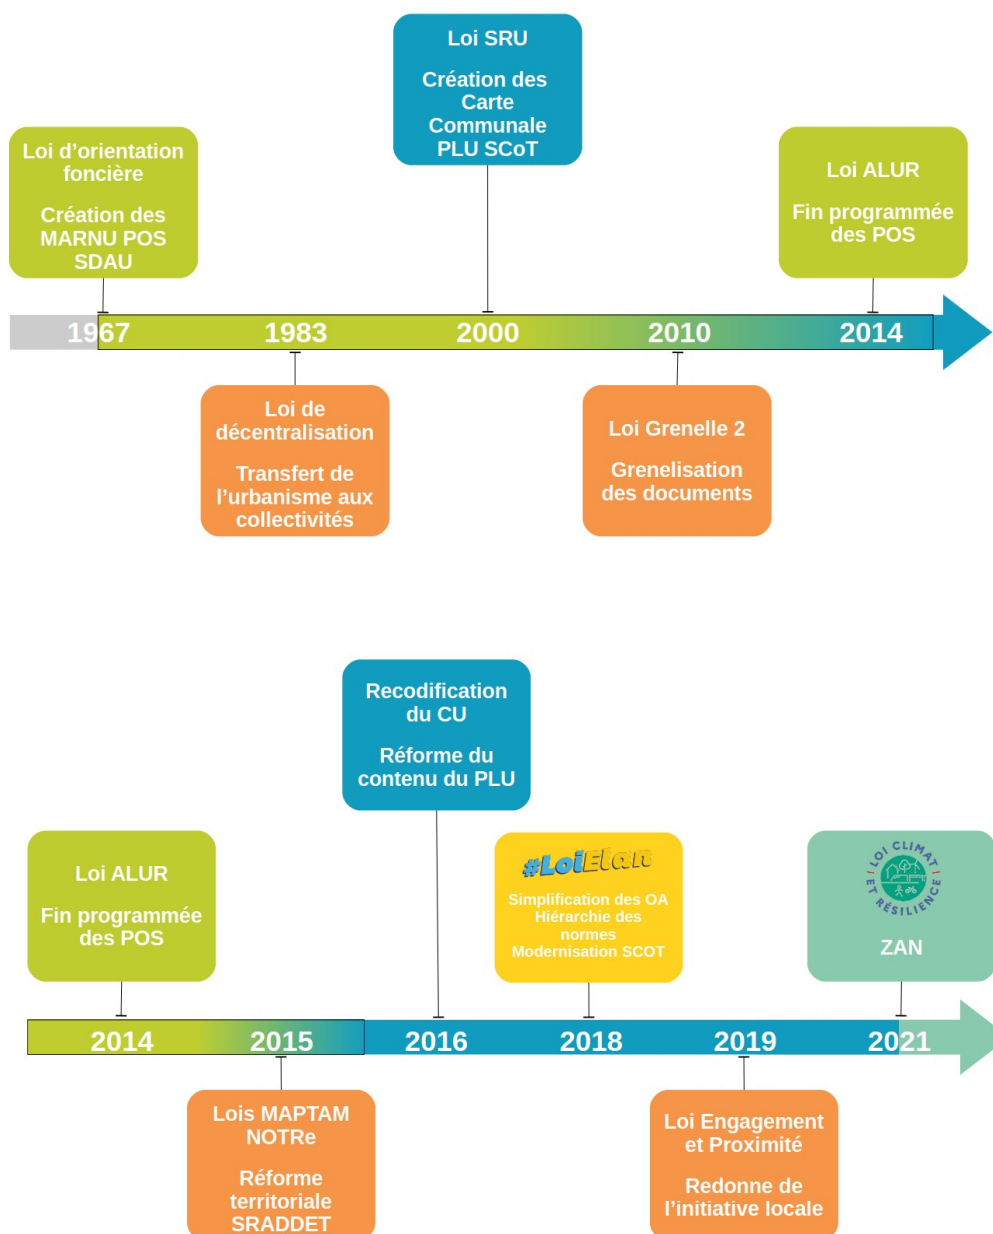 Loi SRU
Création des
Carte
Communale
PLU SCoT
Loi d'orientation
foncière
Création des
MARNU POS
SDAU
Loi ALUR
Fin programmée
des POS
1967
1983
2000
2010
2014
Loi de
décentralisation
Transfert de
l'urbanisme aux
collectivités
Loi Grenelle 2
Grenelisation
des documents
Recodification
du CU
Réforme du
contenu du PLU
Loi ALUR
Fin programmée
des POS
#LoiElan
Simplification des OA
Hiérarchie des
normes
Modernisation SCOT
LOI CLIMAT
ET RÉSILIENCE
ZAN
2014
2015
2016
2018
2019
2021
Lois MAPTAM
NOTRe
Réforme
territoriale
SRADDET
Loi Engagement
et Proximité
Redonne de
l'initiative locale